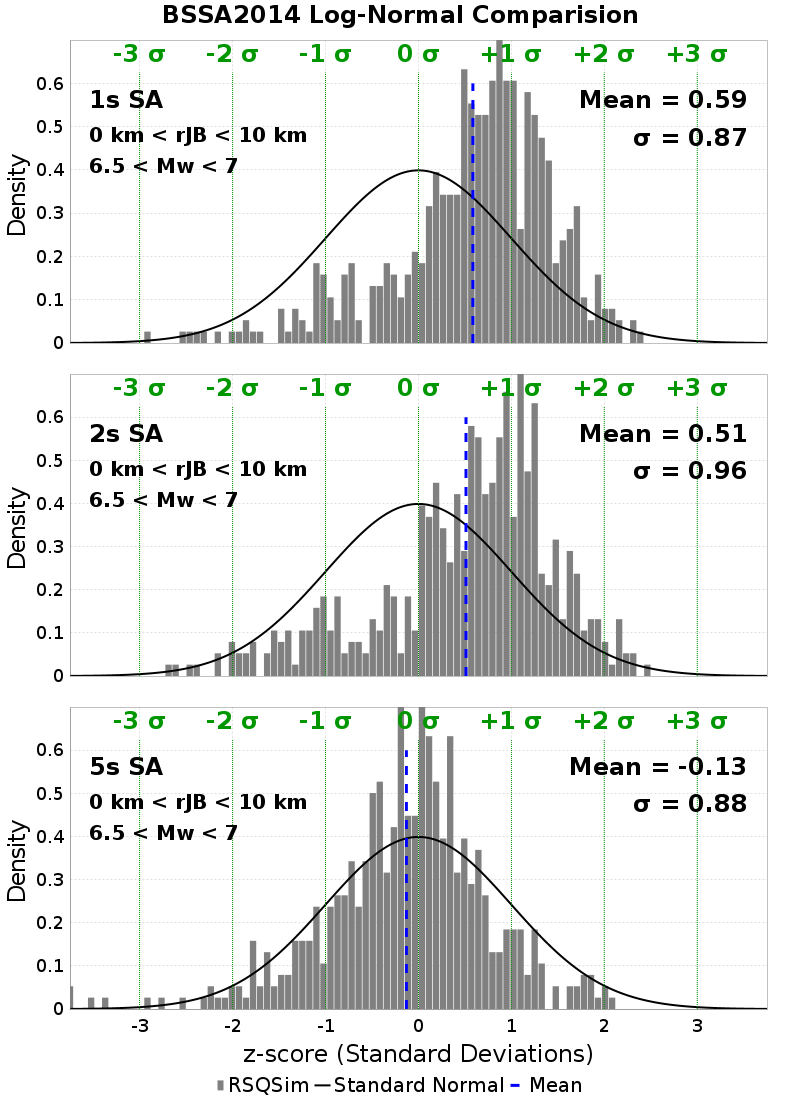 BSSA2014 Log-Normal Comparision
-3 σ -2 σ -1 σ 0 σ +1 σ +2 σ +3 σ
1s SA
Mean = 0.59
0 km < rJB < 10 km
σ = 0.87
6.5 < Mw < 7
Density
0.6
0.5
0.4
0.3
0.2
0.1
0
-3 σ -2 σ -1 σ 0 σ +1 σ +2 σ +3 σ
2s SA
Mean = 0.51
0 km < rJB < 10 km
σ = 0.96
6.5 < Mw < 7
Density
0.6
0.5
0.4
0.3
0.2
0.1
0
-3 σ -2 σ -1 σ 0 σ +1 σ +2 σ +3 σ
5s SA
Mean = -0.13
0 km < rJB < 10 km
σ = 0.88
6.5 < Mw < 7
Density
0.6
0.5
0.4
0.3
0.2
0.1
0
-3 -2 -1 0 1 2 3
z-score (Standard Deviations)
RSQSim Standard Normal Mean